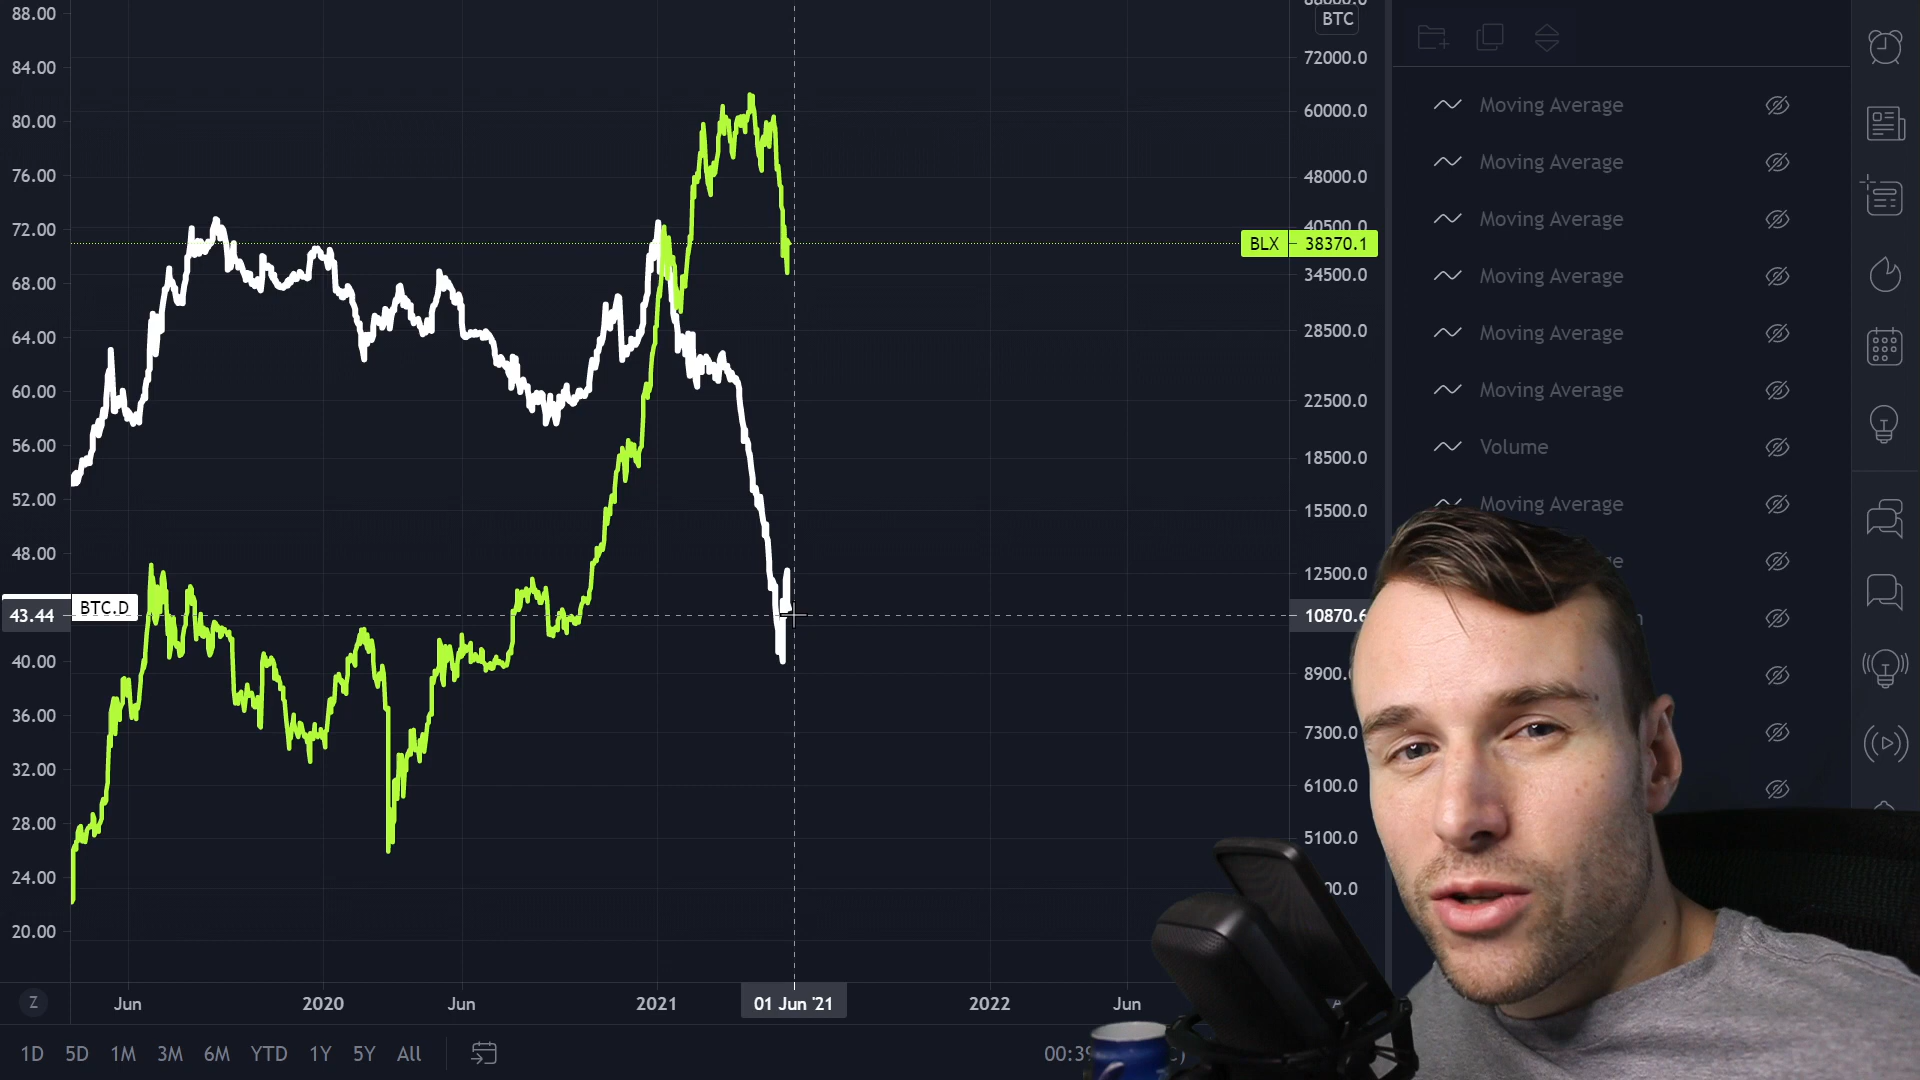 88.00
84.00
80.00
76.00
72.00
68.00
64.00
60.00
56.00
52.00
48.00
43.44
BTC.D
40.00
36.00
32.00
28.00
24.00
20.00
BTC
72000.0
60000.0
48000.0
40500.0
BLX 38370.1
34500.0
28500.0
22500.0
18500.0
15500.0
12500.0
10870.6
8900.
7300.0
6100.0
5100.0
Moving Average
Moving Average
Moving Average
Moving Average
Moving Average
Moving Average
Volume
Moving Average
Z
Jun 2020 Jun 2021 01 Jun '21 2022 Jun
1D 5D 1M 3M 6M YTD 1Y 5Y All